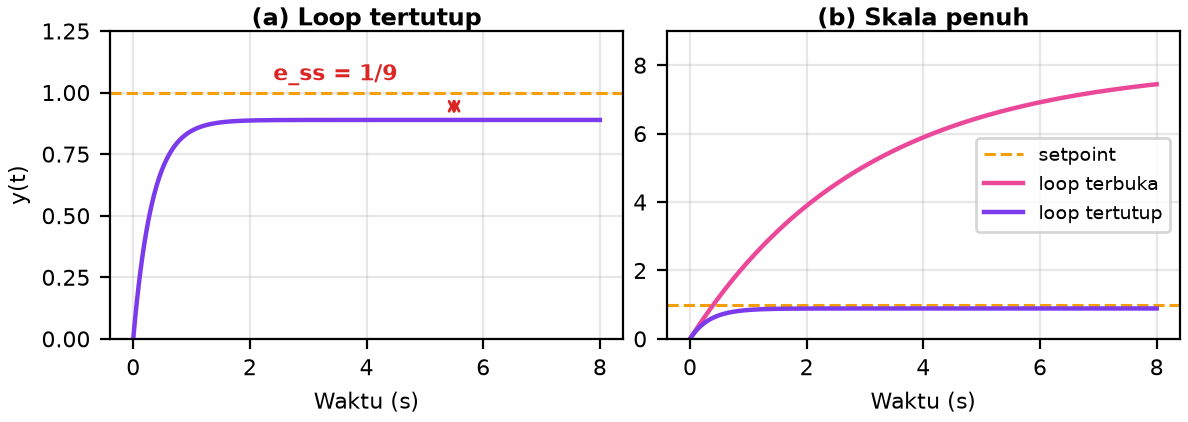 (a) Loop tertutup
1.25
1.00
0.75
0.50
0.25
0.00
y(t)
e_ss = 1/9
0 2 4 6 8
Waktu (s)
(b) Skala penuh
8
6
4
2
0
setpoint
loop terbuka
loop tertutup
0 2 4 6 8
Waktu (s)